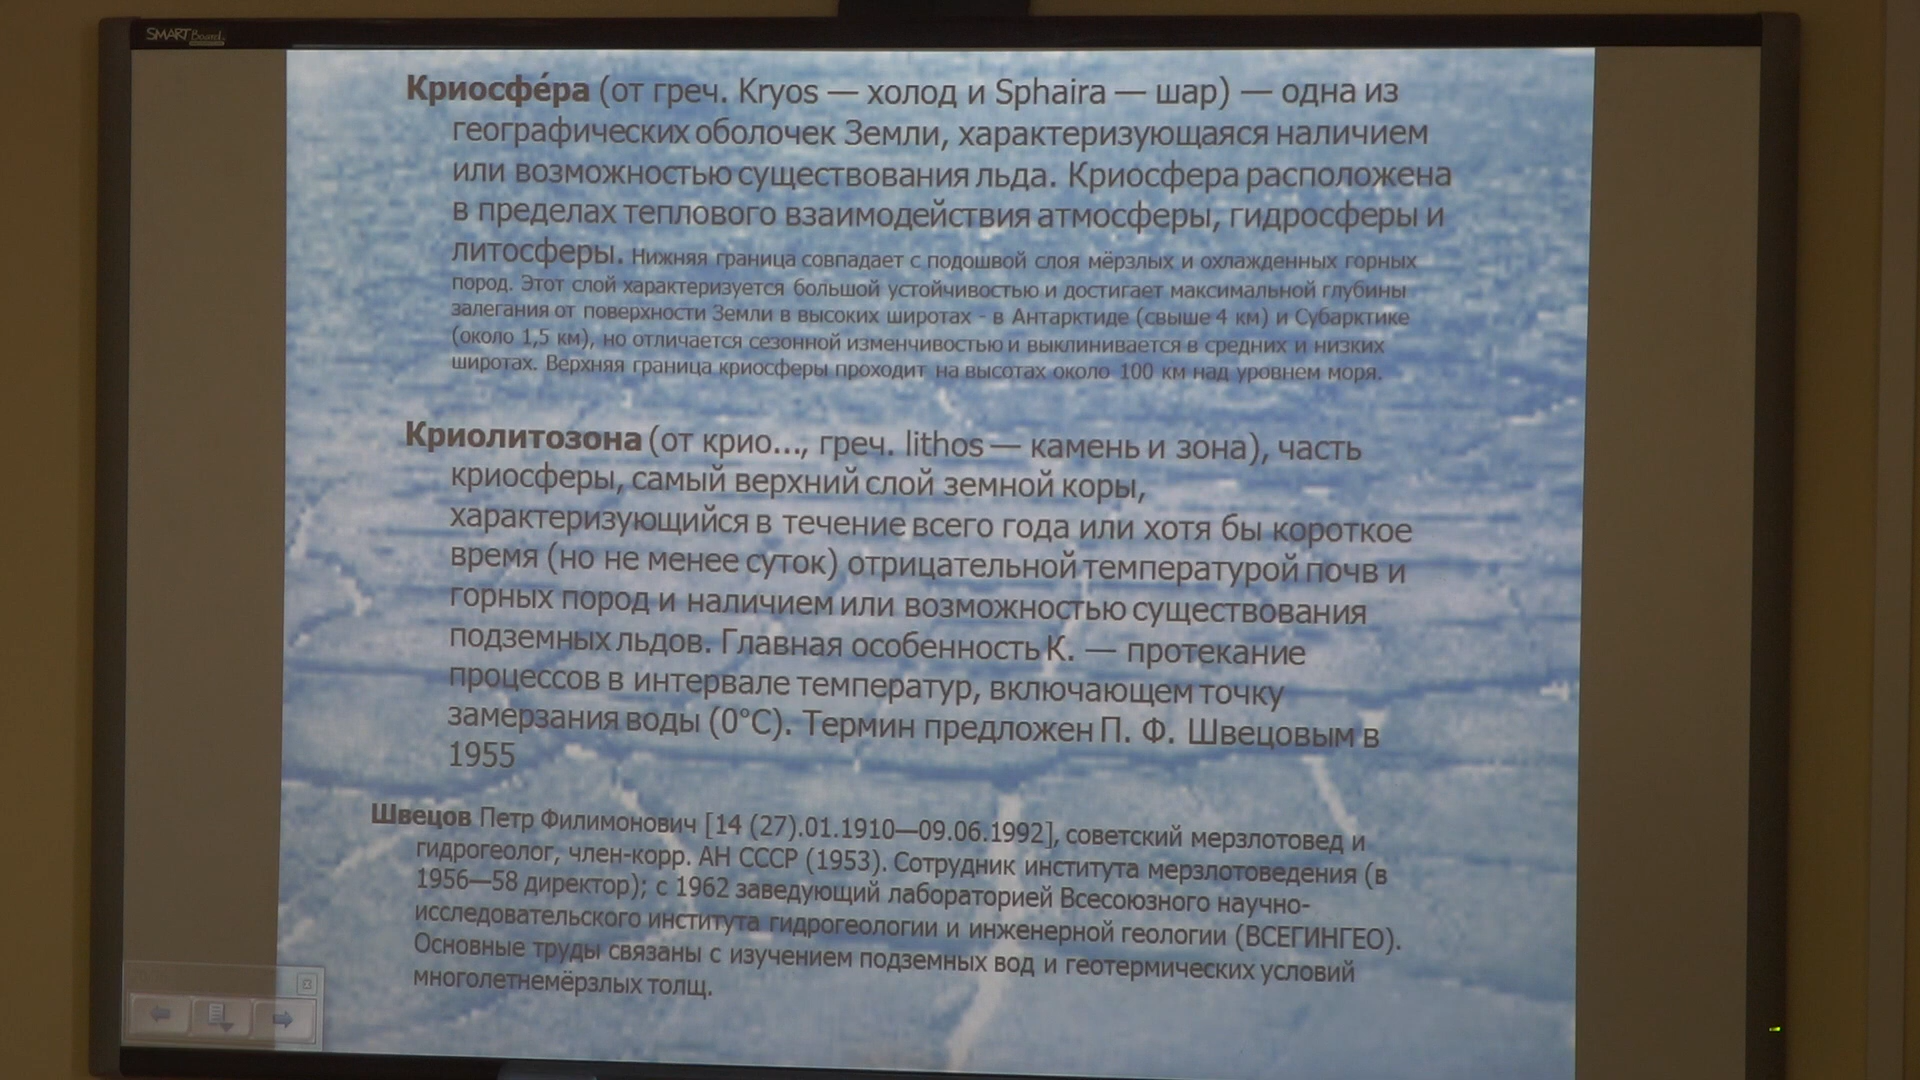 SMART Board
Криосфе́ра (от греч. Kryos — холод и Sphaira — шар) — одна из
географических оболочек Земли, характеризующаяся наличием
или возможностью существования льда. Криосфера расположена
в пределах теплового взаимодействия атмосферы, гидросферы и
литосферы. Нижняя граница совпадает с подошвой слоя мёрзлых и охлажденных горных
пород. Этот слой характеризуется большой устойчивостью и достигает максимальной глубины
залегания от поверхности Земли в высоких широтах - в Антарктиде (свыше 4 км) и Субарктике
(около 1,5 км), но отличается сезонной изменчивостью и выклинивается в средних и низких
широтах. Верхняя граница криосферы проходит на высотах около 100 км над уровнем моря.
Криолитозона (от крио..., греч. lithos — камень и зона), часть
криосферы, самый верхний слой земной коры,
характеризующийся в течение всего года или хотя бы короткое
время (но не менее суток) отрицательной температурой почв и
горных пород и наличием или возможностью существования
подземных льдов. Главная особенность К. — протекание
процессов в интервале температур, включающем точку
замерзания воды (0°С). Термин предложен П. Ф. Швецовым в
1955
Швецов Петр Филимонович [14 (27).01.1910—09.06.1992], советский мерзлотовед и
гидрогеолог, член-корр. АН СССР (1953). Сотрудник института мерзлотоведения (в
1956—58 директор); с 1962 заведующий лабораторией Всесоюзного научно-
исследовательского института гидрогеологии и инженерной геологии (ВСЕГИНГЕО).
Основные труды связаны с изучением подземных вод и геотермических условий
многолетнемёрзлых толщ.